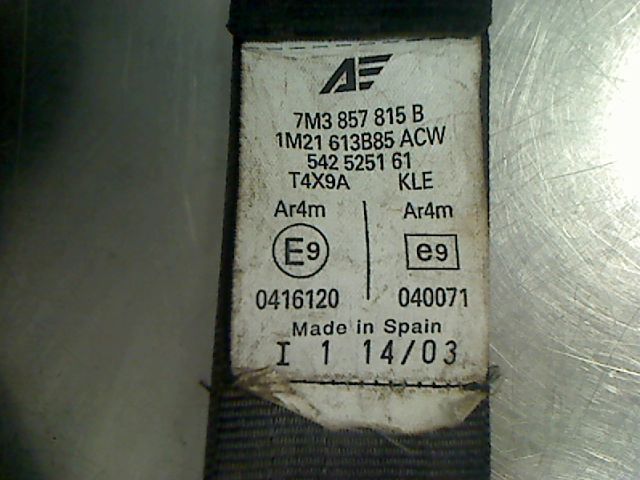 AE
7M3 857 815 B
1M21 613B85 ACW
542 5251 61
T4X9A KLE
Ar4m Ar4m
E9 e9
0416120 040071
Made in Spain
I 1 14/03